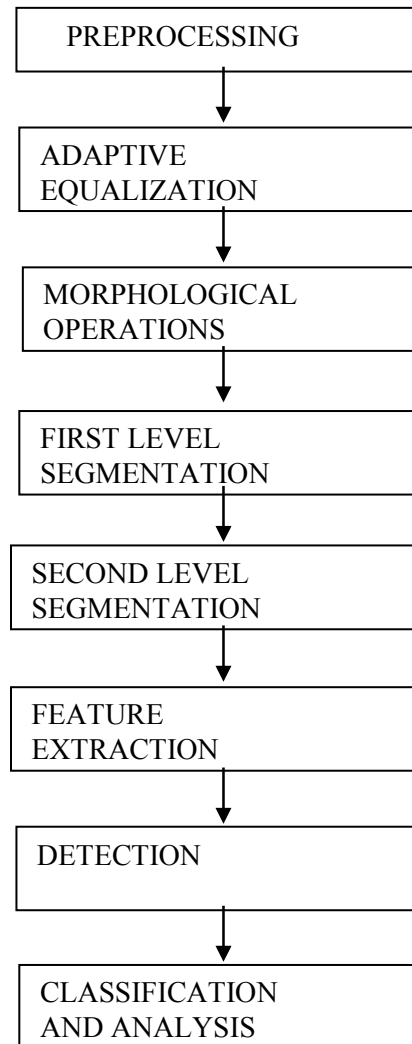 PREPROCESSING
ADAPTIVE
EQUALIZATION
MORPHOLOGICAL
OPERATIONS
FIRST LEVEL
SEGMENTATION
SECOND LEVEL
SEGMENTATION
FEATURE
EXTRACTION
DETECTION
CLASSIFICATION
AND ANALYSIS